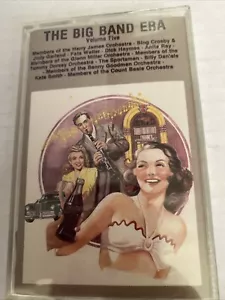 THE BIG BAND ERA
Volume Five
Members of the Harry James Orchestra · Bing Crosby &
Judy Garland · Fats Waller · Dick Haymes · Anita Ray ·
Members of the Glenn Miller Orchestra · Members of the
Tommy Dorsey Orchestra · The Sportsmen · Billy Daniels
· Members of the Benny Goodman Orchestra ·
Kate Smith · Members of the Count Basie Orchestra